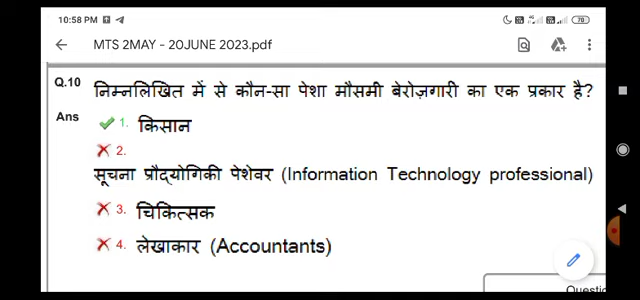 10:58 PM
70
MTS 2MAY - 20JUNE 2023.pdf
Q.10 निम्नलिखित में से कौन-सा पेशा मौसमी बेरोज़गारी का एक प्रकार है?
Ans
1. किसान
2.
सूचना प्रौद्योगिकी पेशेवर (Information Technology professional)
3. चिकित्सक
4. लेखाकार (Accountants)